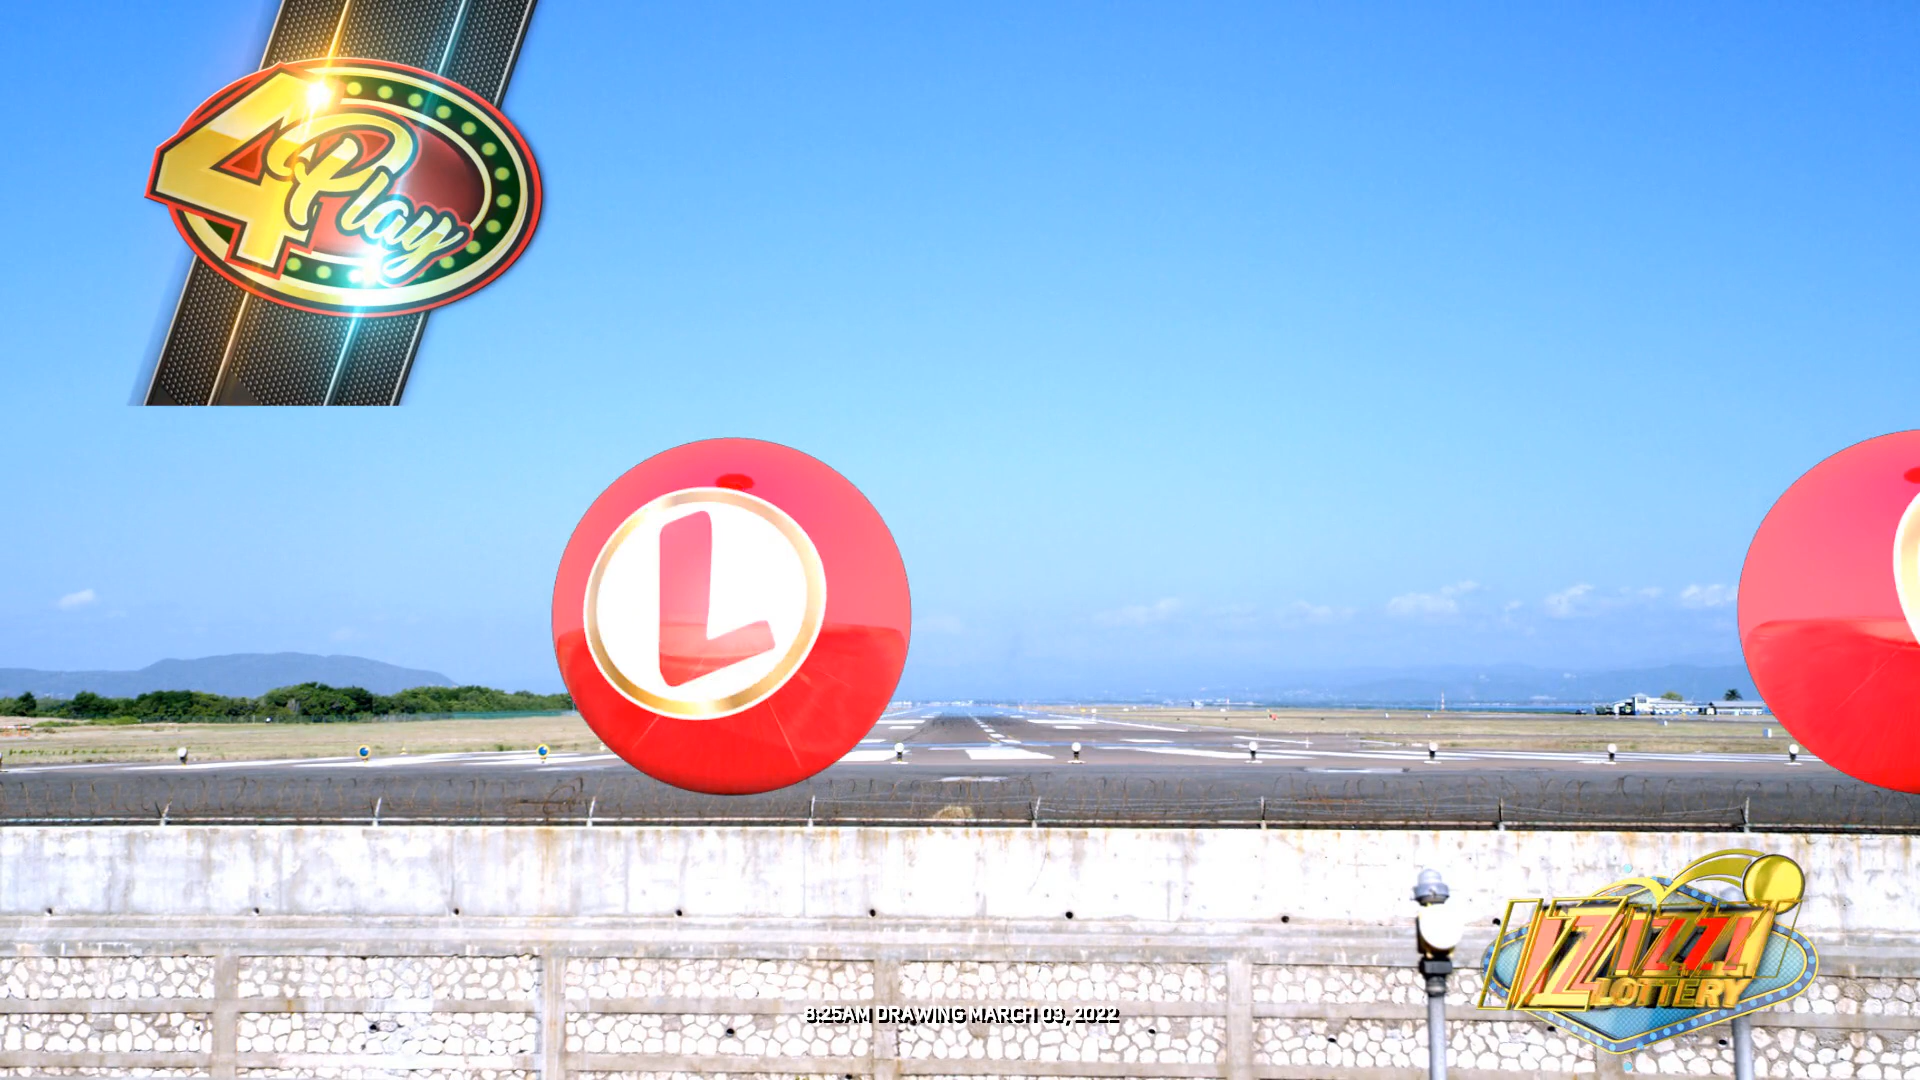 4Play
L
IZIZZI
LOTTERY
8:25AM DRAWING MARCH 03, 2022